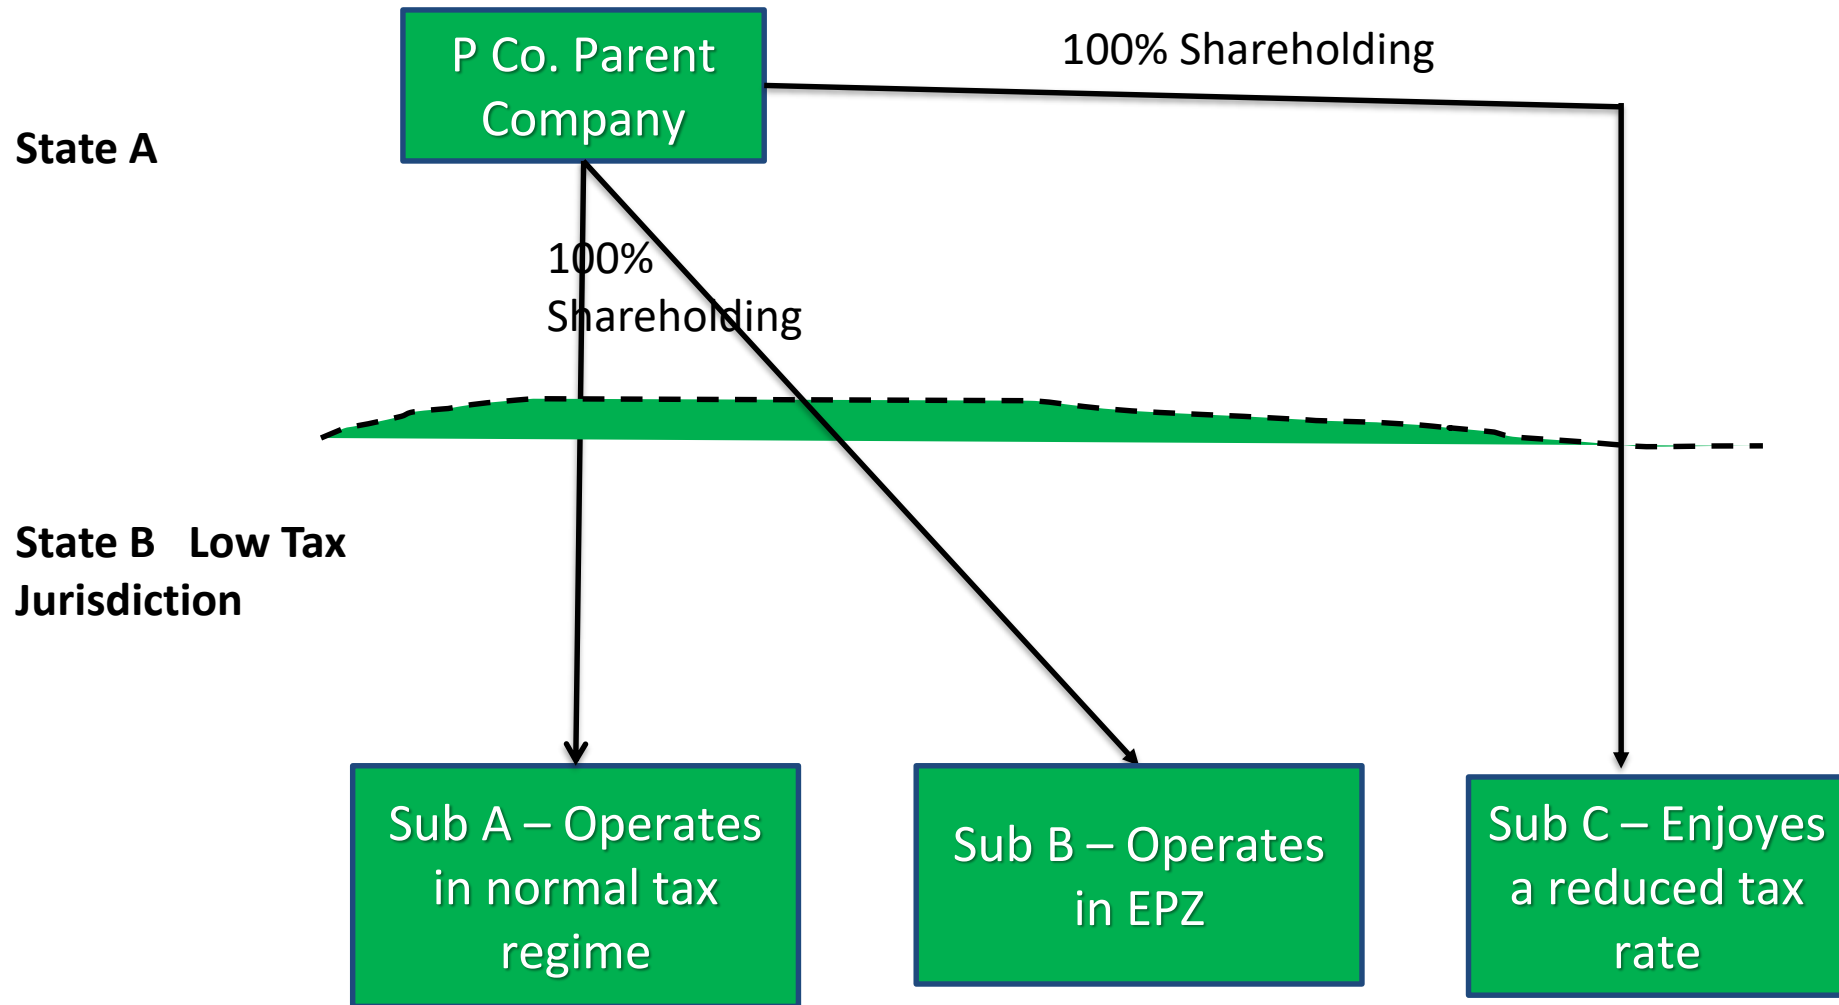 P Co. Parent
Company
100% Shareholding
State A
100%
Shareholding
State B   Low Tax
Jurisdiction
Sub A – Operates
in normal tax
regime
Sub B – Operates
in EPZ
Sub C – Enjoyes
a reduced tax
rate